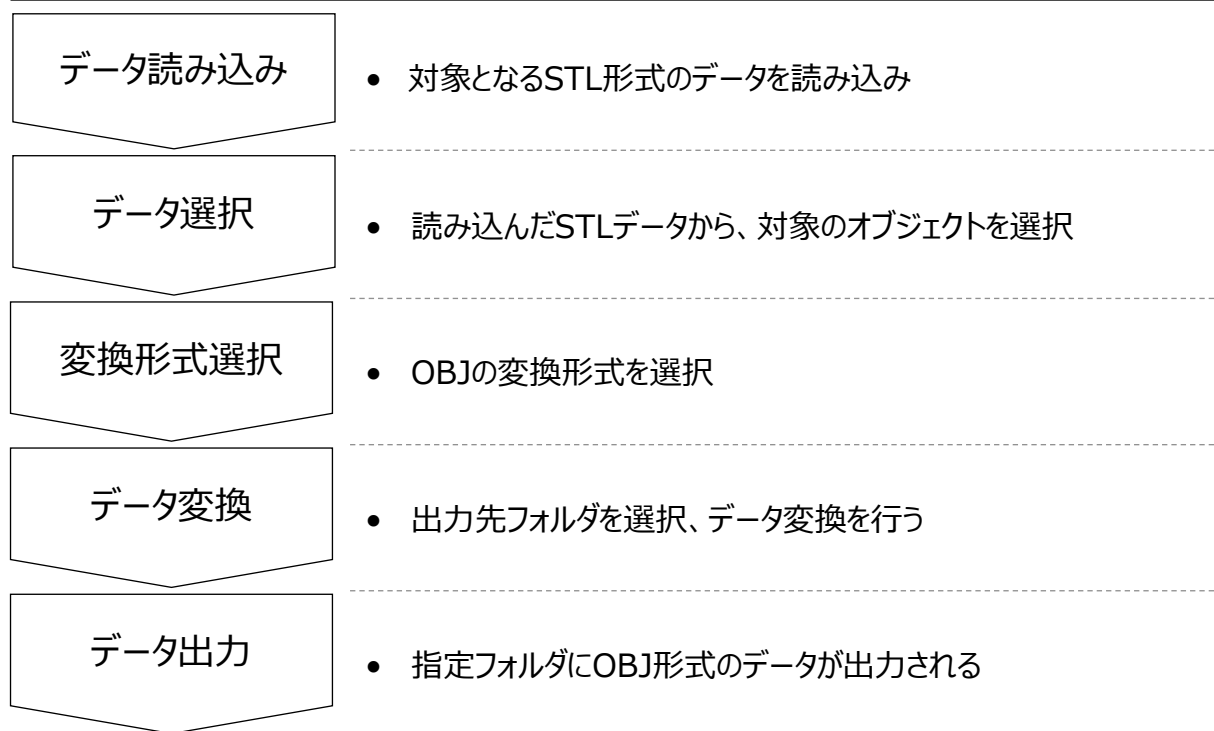 データ読み込み
• 対象となるSTL形式のデータを読み込み
データ選択
• 読み込んだSTLデータから、対象のオブジェクトを選択
変換形式選択
• OBJの変換形式を選択
データ変換
• 出力先フォルダを選択、データ変換を行う
データ出力
• 指定フォルダにOBJ形式のデータが出力される